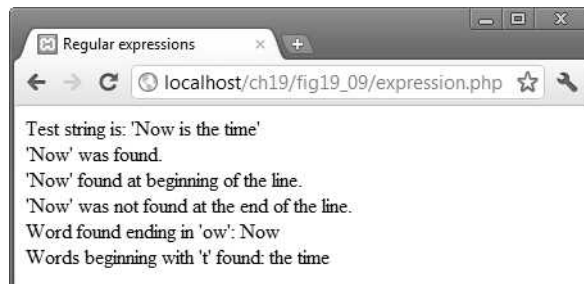 Regular expressions
localhost/ch19/fig19_09/expression.php
Test string is: 'Now is the time'
'Now' was found.
'Now' found at beginning of the line.
'Now' was not found at the end of the line.
Word found ending in 'ow': Now
Words beginning with 't' found: the time